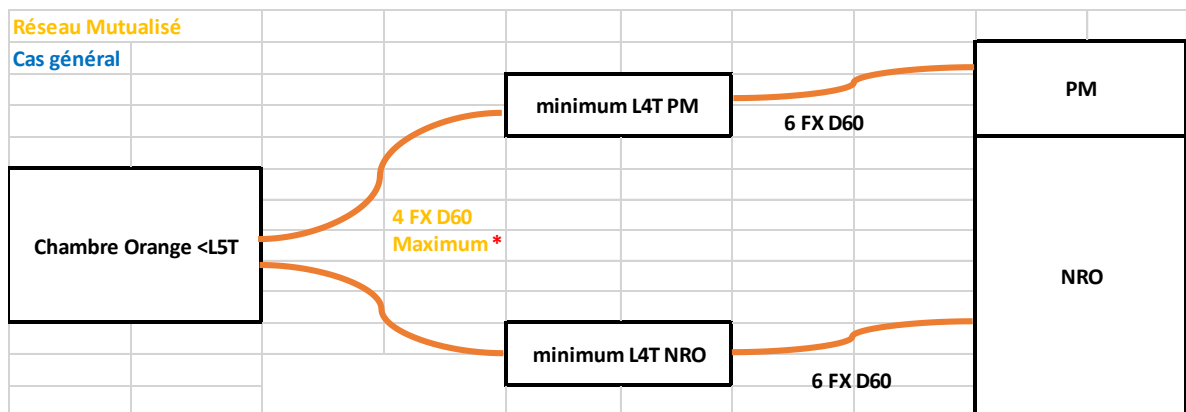 Réseau Mutualisé
Cas général
minimum L4T PM
PM
6 FX D60
4 FX D60
Maximum *
Chambre Orange <L5T
NRO
minimum L4T NRO
6 FX D60